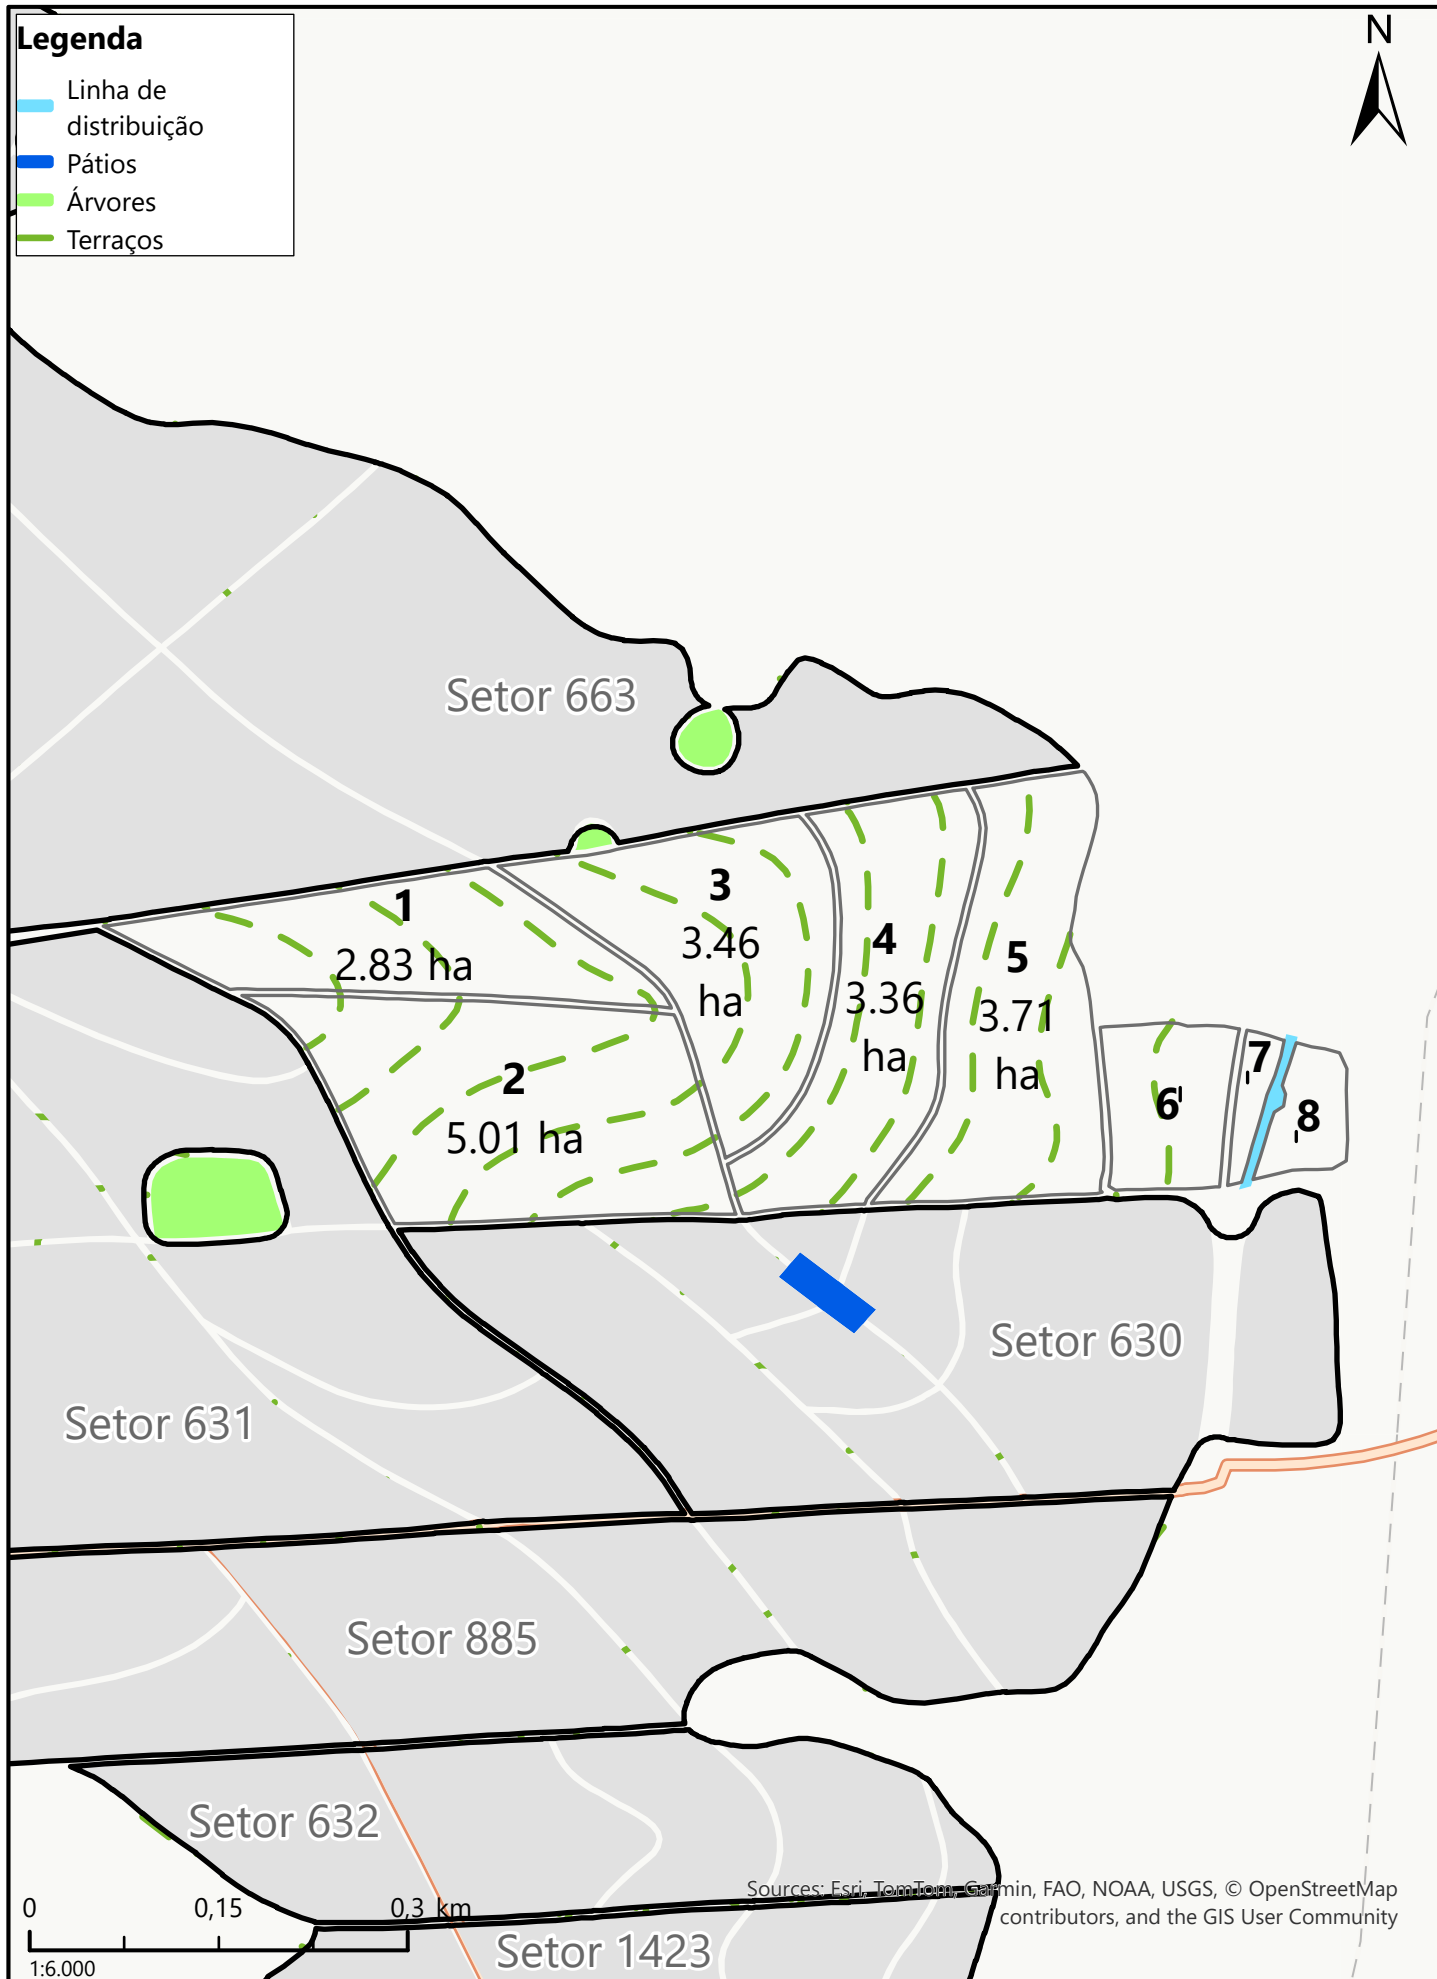 Legenda
Linha de
distribuição
Pátios
Árvores
Terraços
N
Setor 663
1
2.83 ha
2
5.01 ha
3
3.46
ha
4
3.36
ha
5
3.71
ha
6
7
8
Setor 630
Setor 631
Setor 885
Setor 632
Setor 1423
0 0,15 0,3 km
1:6.000
Sources: Esri, TomTom, Garmin, FAO, NOAA, USGS, © OpenStreetMap
contributors, and the GIS User Community